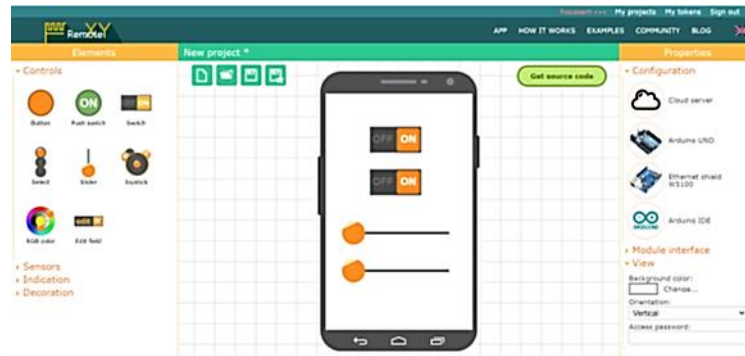 My projects My tokens Sign out
RemoteXY
APP HOW IT WORKS EXAMPLES COMMUNITY BLOG
Elements
New project *
Properties
Controls
Get source code
Configuration
ON
Button
Push switch
Switch
Cloud server
OFF ON
Arduino UNO
Select
Slider
Joystick
OFF ON
Ethernet shield
W5100
edit
RGB color
Edit field
ARDUINO
Arduino IDE
Sensors
Indication
Decoration
Module interface
View
Background color:
Change...
Orientation:
Vertical
Access password: